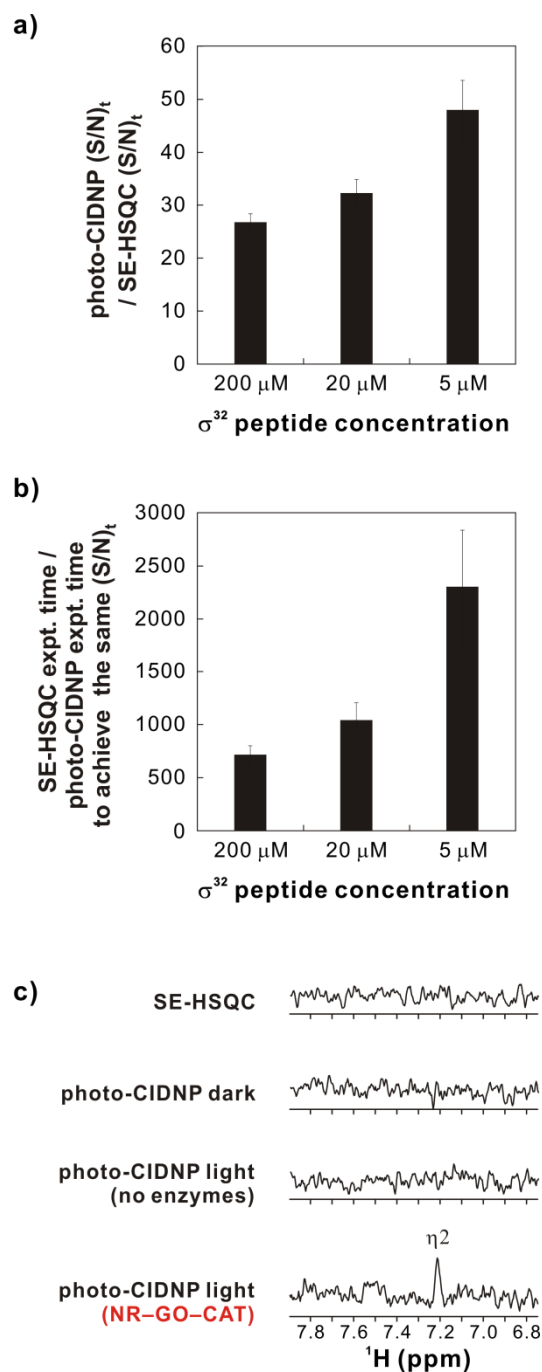 a)
photo-CIDNP (S/N)t
/ SE-HSQC (S/N)t
60
50
40
30
20
10
0
200 μM 20 μM 5 μM
σ32 peptide concentration
b)
SE-HSQC expt. time /
photo-CIDNP expt. time
to achieve the same (S/N)t
3000
2500
2000
1500
1000
500
0
200 μM 20 μM 5 μM
σ32 peptide concentration
c)
SE-HSQC
photo-CIDNP dark
photo-CIDNP light
(no enzymes)
η2
photo-CIDNP light
(NR–GO–CAT)
7.8 7.6 7.4 7.2 7.0 6.8
1H (ppm)